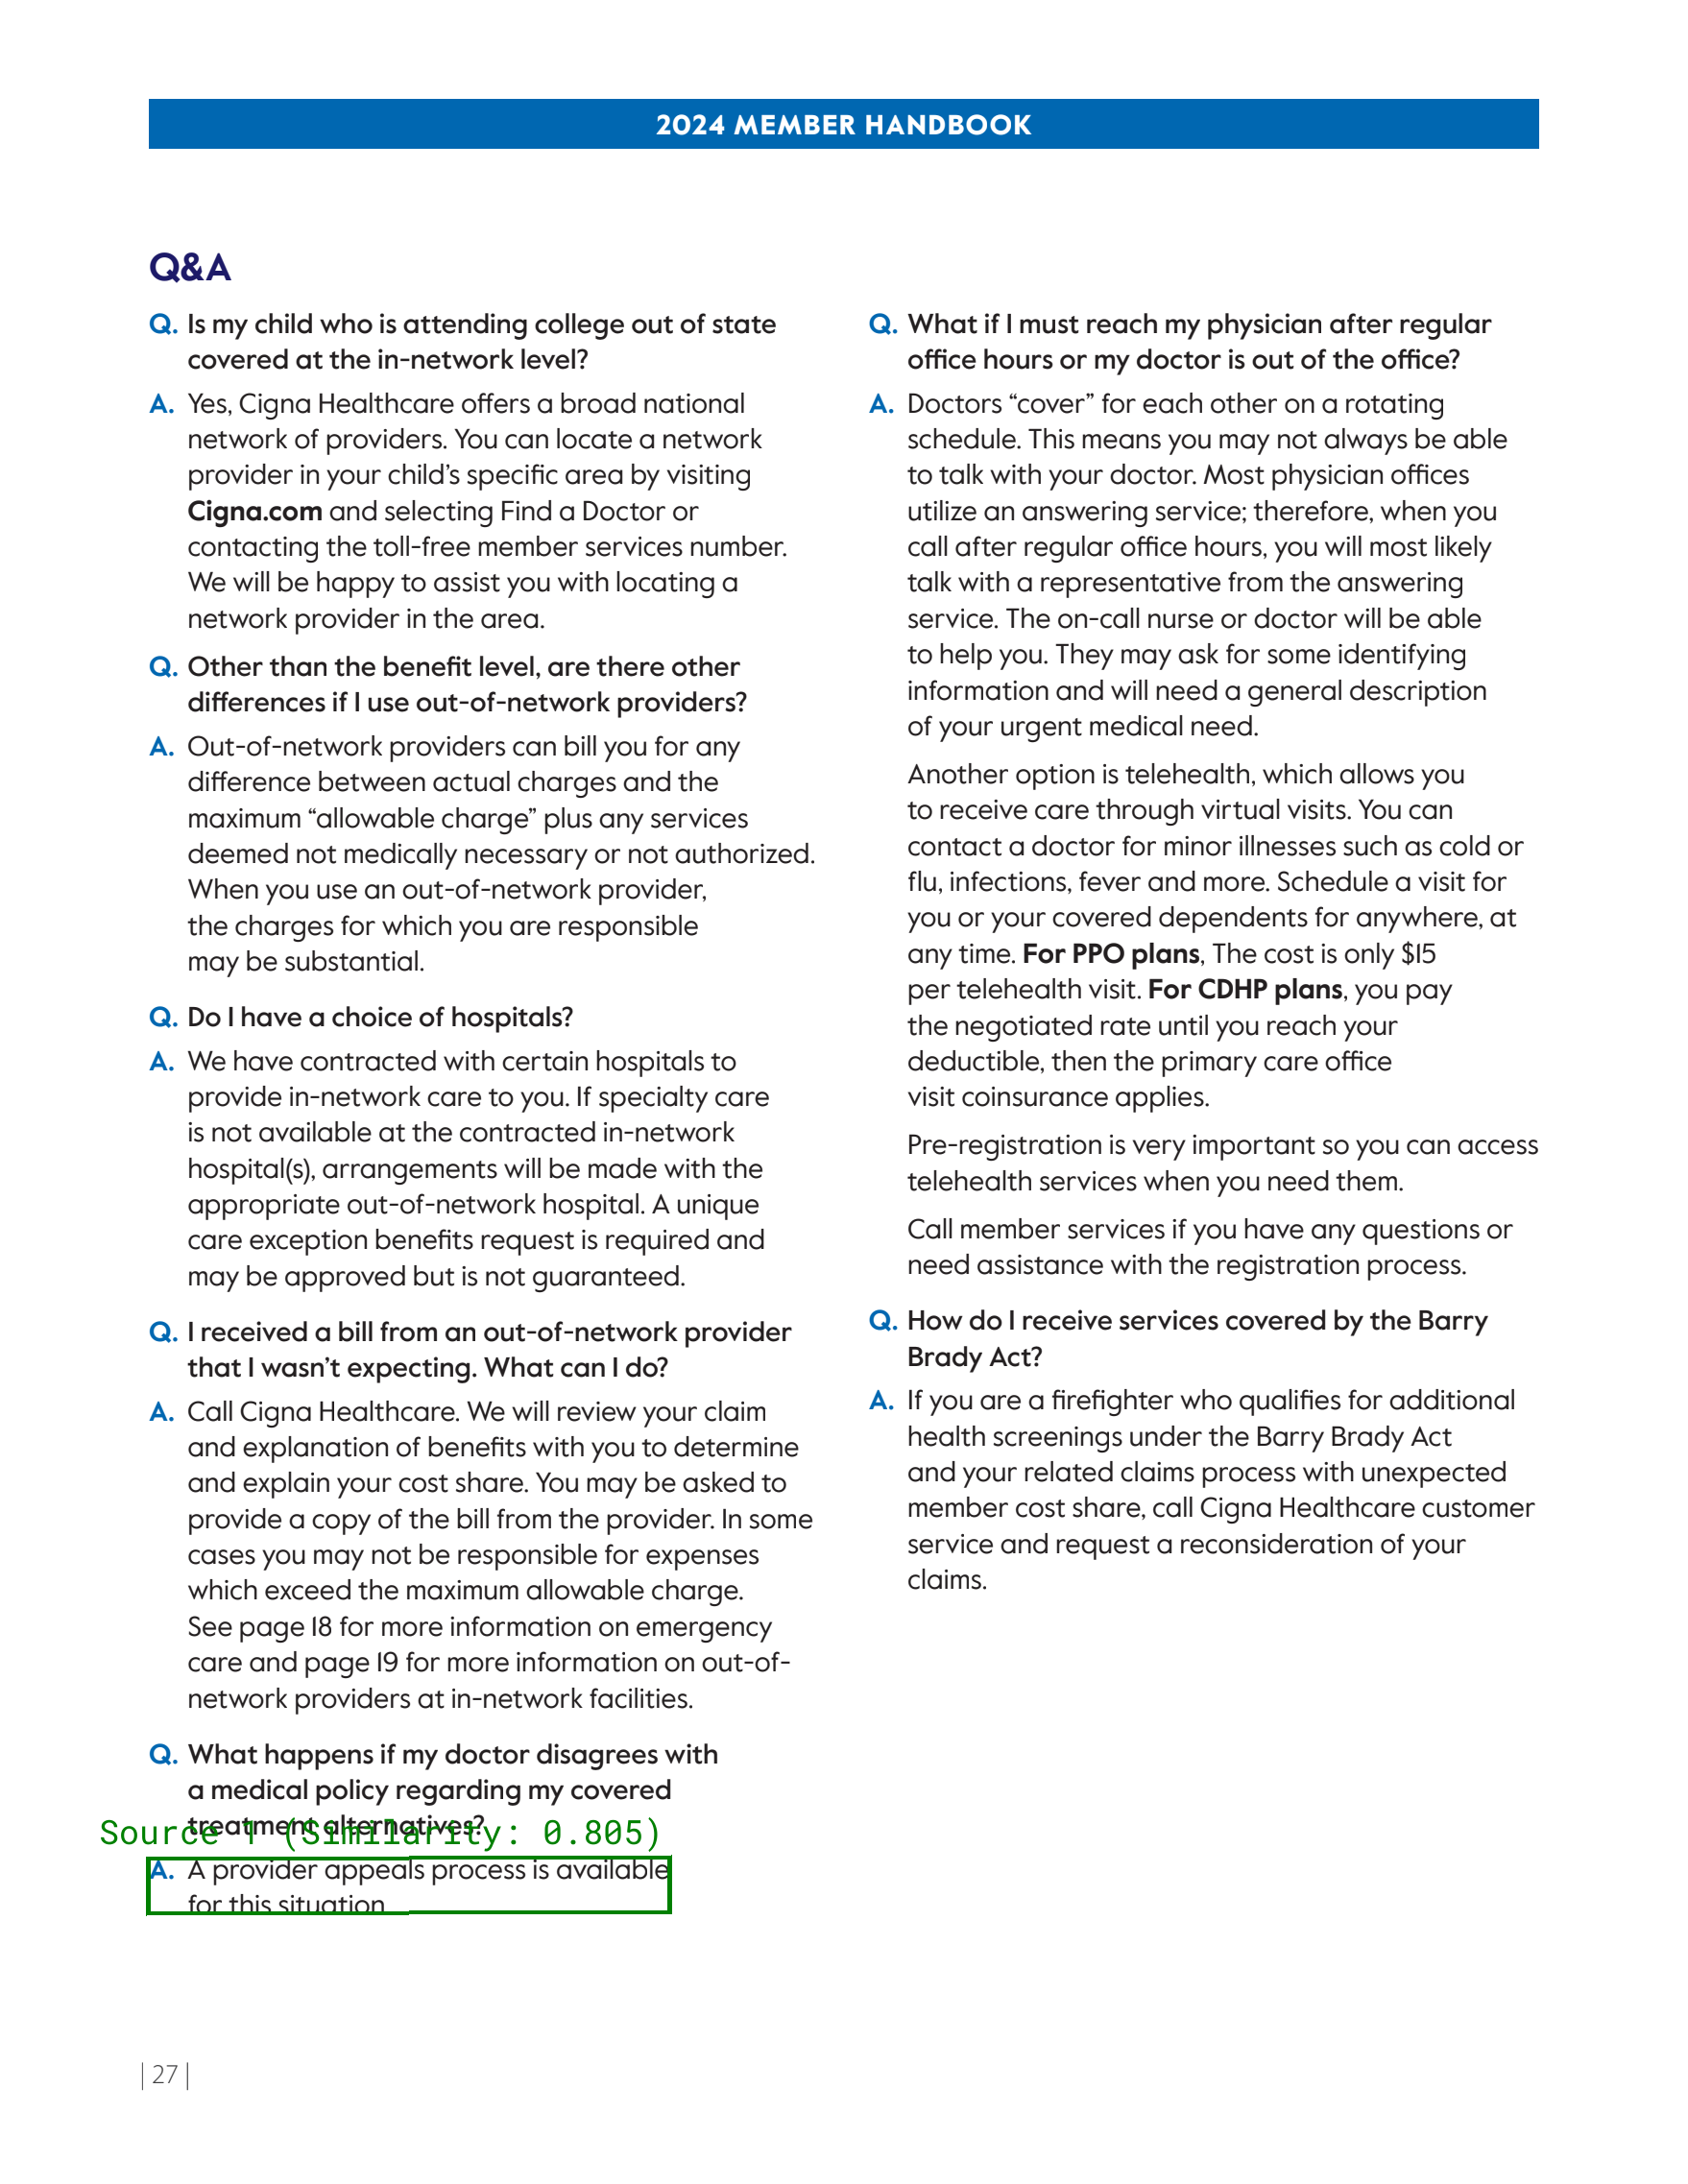 2024 MEMBER HANDBOOK
Q&A
Q. Is my child who is attending college out of state
covered at the in-network level?
A. Yes, Cigna Healthcare offers a broad national
network of providers. You can locate a network
provider in your child's specific area by visiting
Cigna.com and selecting Find a Doctor or
contacting the toll-free member services number.
We will be happy to assist you with locating a
network provider in the area.
Q. Other than the benefit level, are there other
differences if I use out-of-network providers?
A. Out-of-network providers can bill you for any
difference between actual charges and the
maximum “allowable charge” plus any services
deemed not medically necessary or not authorized.
When you use an out-of-network provider,
the charges for which you are responsible
may be substantial.
Q. Do I have a choice of hospitals?
A. We have contracted with certain hospitals to
provide in-network care to you. If specialty care
is not available at the contracted in-network
hospital(s), arrangements will be made with the
appropriate out-of-network hospital. A unique
care exception benefits request is required and
may be approved but is not guaranteed.
Q. I received a bill from an out-of-network provider
that I wasn’t expecting. What can I do?
A. Call Cigna Healthcare. We will review your claim
and explanation of benefits with you to determine
and explain your cost share. You may be asked to
provide a copy of the bill from the provider. In some
cases you may not be responsible for expenses
which exceed the maximum allowable charge.
See page 18 for more information on emergency
care and page 19 for more information on out-of-
network providers at in-network facilities.
Q. What happens if my doctor disagrees with
a medical policy regarding my covered
treatment alternatives?
Source 1 (Similarity: 0.805)
A. A provider appeals process is available
for this situation
Q. What if I must reach my physician after regular
office hours or my doctor is out of the office?
A. Doctors “cover” for each other on a rotating
schedule. This means you may not always be able
to talk with your doctor. Most physician offices
utilize an answering service; therefore, when you
call after regular office hours, you will most likely
talk with a representative from the answering
service. The on-call nurse or doctor will be able
to help you. They may ask for some identifying
information and will need a general description
of your urgent medical need.
Another option is telehealth, which allows you
to receive care through virtual visits. You can
contact a doctor for minor illnesses such as cold or
flu, infections, fever and more. Schedule a visit for
you or your covered dependents for anywhere, at
any time. For PPO plans, The cost is only $15
per telehealth visit. For CDHP plans, you pay
the negotiated rate until you reach your
deductible, then the primary care office
visit coinsurance applies.
Pre-registration is very important so you can access
telehealth services when you need them.
Call member services if you have any questions or
need assistance with the registration process.
Q. How do I receive services covered by the Barry
Brady Act?
A. If you are a firefighter who qualifies for additional
health screenings under the Barry Brady Act
and your related claims process with unexpected
member cost share, call Cigna Healthcare customer
service and request a reconsideration of your
claims.
| 27 |